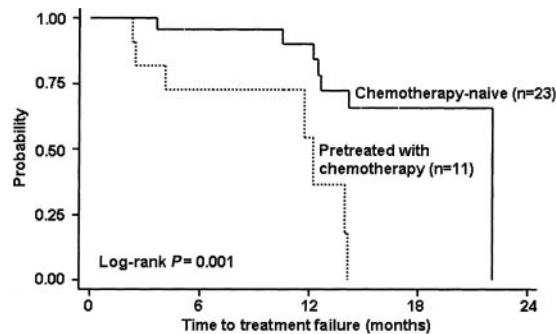 1.00
0.75
0.50
0.25
0.00
Probability
Chemotherapy-naive (n=23)
Pretreated with
chemotherapy (n=11)
Log-rank P = 0.001
0 6 12 18 24
Time to treatment failure (months)